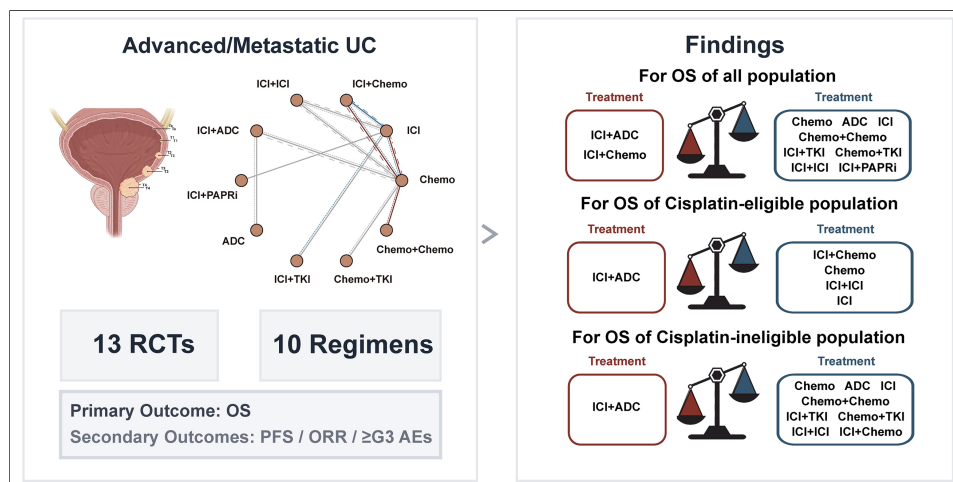 Advanced/Metastatic UC
ICI+ICI
ICI+Chemo
ICI+ADC
ICI
ICI+PAPRi
Chemo
ADC
Chemo+Chemo
ICI+TKI
Chemo+TKI
13 RCTs
10 Regimens
Primary Outcome: OS
Secondary Outcomes: PFS / ORR / ≥G3 AEs
Findings
For OS of all population
Treatment
ICI+ADC
ICI+Chemo
Treatment
Chemo ADC ICI
Chemo+Chemo
ICI+TKI Chemo+TKI
ICI+ICI ICI+PAPRi
For OS of Cisplatin-eligible population
Treatment
ICI+ADC
Treatment
ICI+Chemo
Chemo
ICI+ICI
ICI
For OS of Cisplatin-ineligible population
Treatment
ICI+ADC
Treatment
Chemo ADC ICI
Chemo+Chemo
ICI+TKI Chemo+TKI
ICI+ICI ICI+Chemo